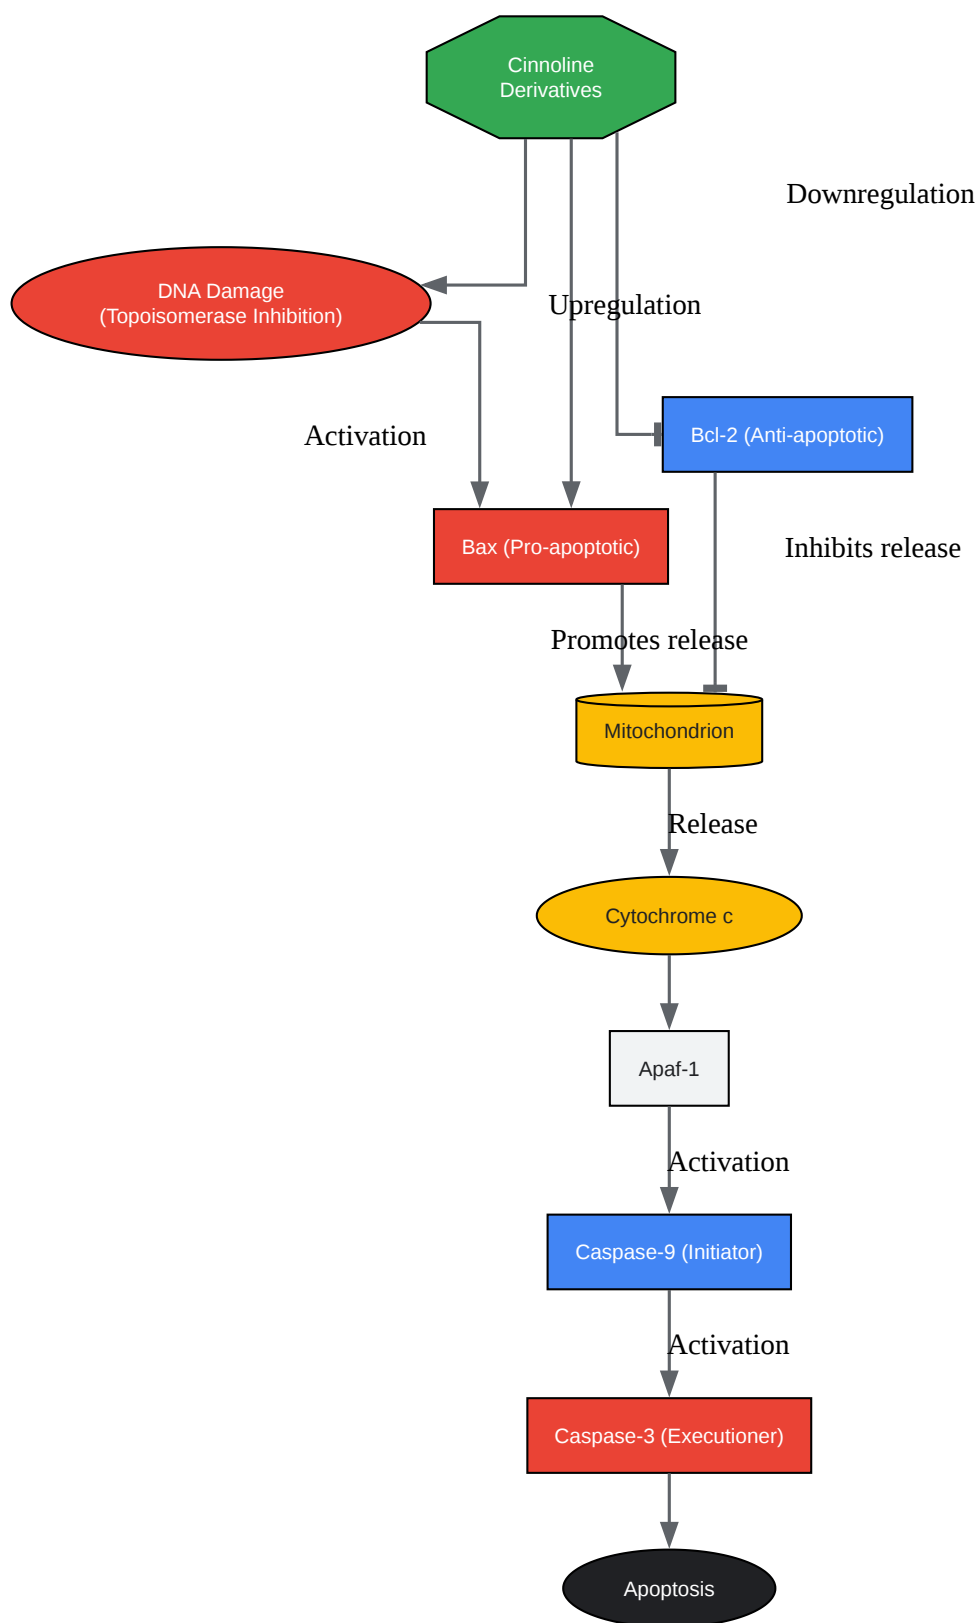 Cinnoline
Derivatives
Downregulation
DNA Damage
(Topoisomerase Inhibition)
Upregulation
Activation
Bcl-2 (Anti-apoptotic)
Bax (Pro-apoptotic)
Inhibits release
Promotes release
Mitochondrion
Release
Cytochrome c
Apaf-1
Activation
Caspase-9 (Initiator)
Activation
Caspase-3 (Executioner)
Apoptosis